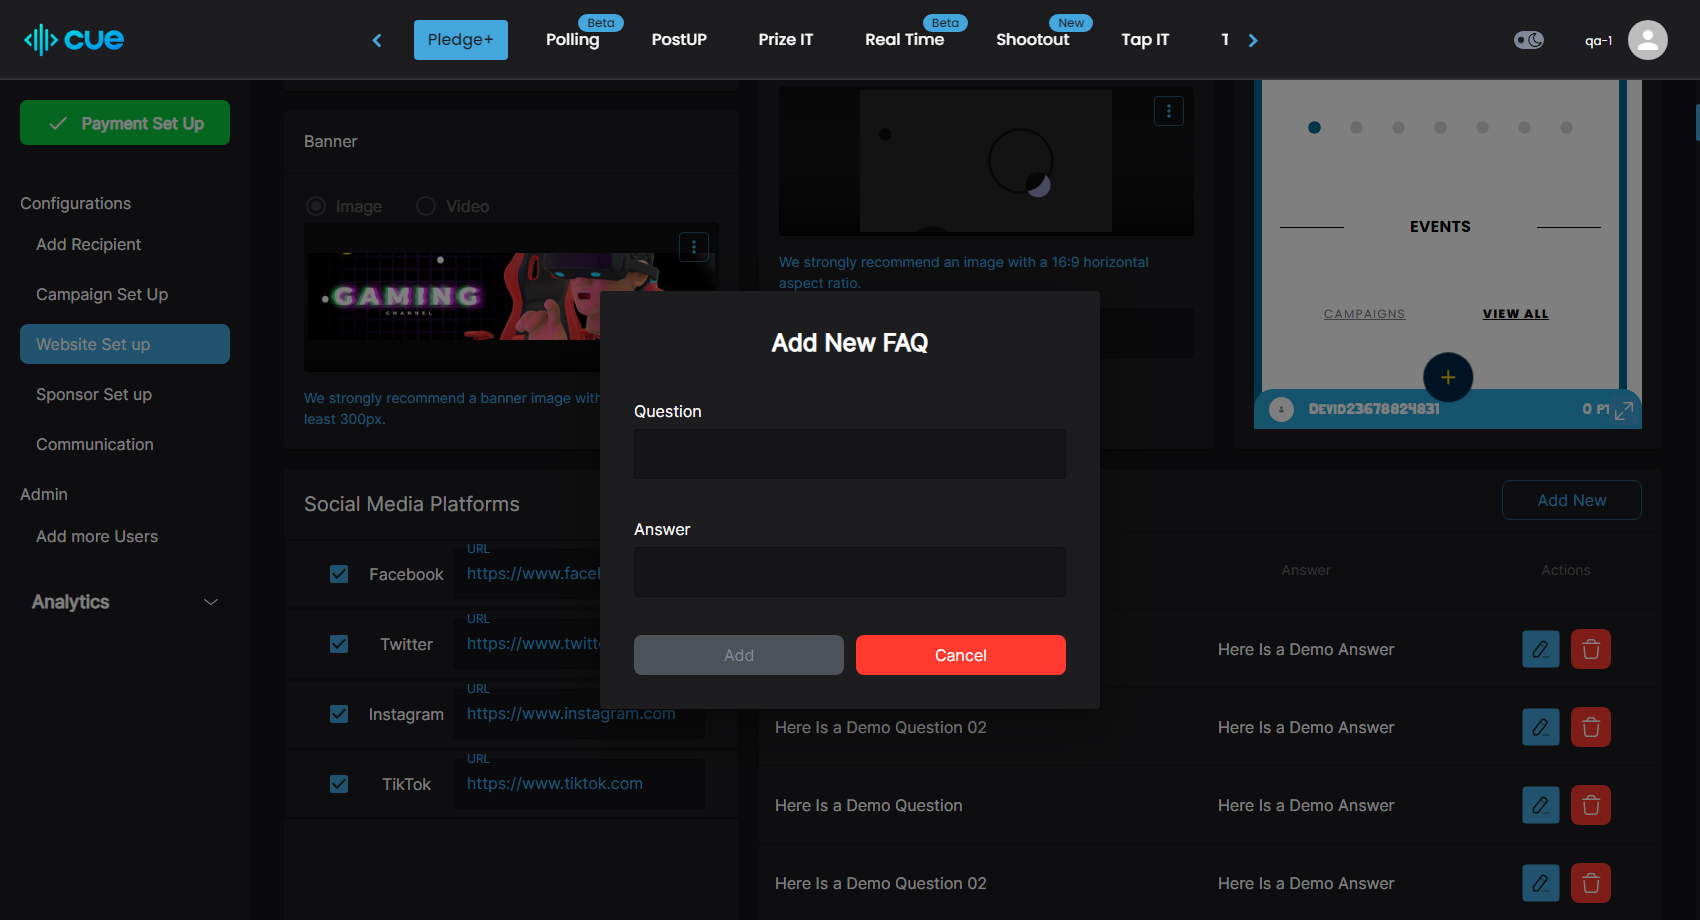 cue
Pledge+
Polling
Beta
PostUP
Prize IT
Real Time
Beta
Shootout
New
Tap IT
T
qa-1
Payment Set Up
Configurations
Add Recipient
Campaign Set Up
Website Set up
Sponsor Set up
Communication
Admin
Add more Users
Analytics
Banner
Image
Video
GAMING
CHANNEL
We strongly recommend a banner image with
least 300px.
We strongly recommend an image with a 16:9 horizontal
aspect ratio.
EVENTS
CAMPAIGNS
VIEW ALL
DEVID23678824831
0 PT
Add New FAQ
Question
Answer
Add
Cancel
Social Media Platforms
Facebook
URL
https://www.facel
Twitter
URL
https://www.twitt
Instagram
URL
https://www.instagram.com
TikTok
URL
https://www.tiktok.com
Add New
Answer
Actions
Here Is a Demo Answer
Here Is a Demo Question 02
Here Is a Demo Answer
Here Is a Demo Question
Here Is a Demo Answer
Here Is a Demo Question 02
Here Is a Demo Answer